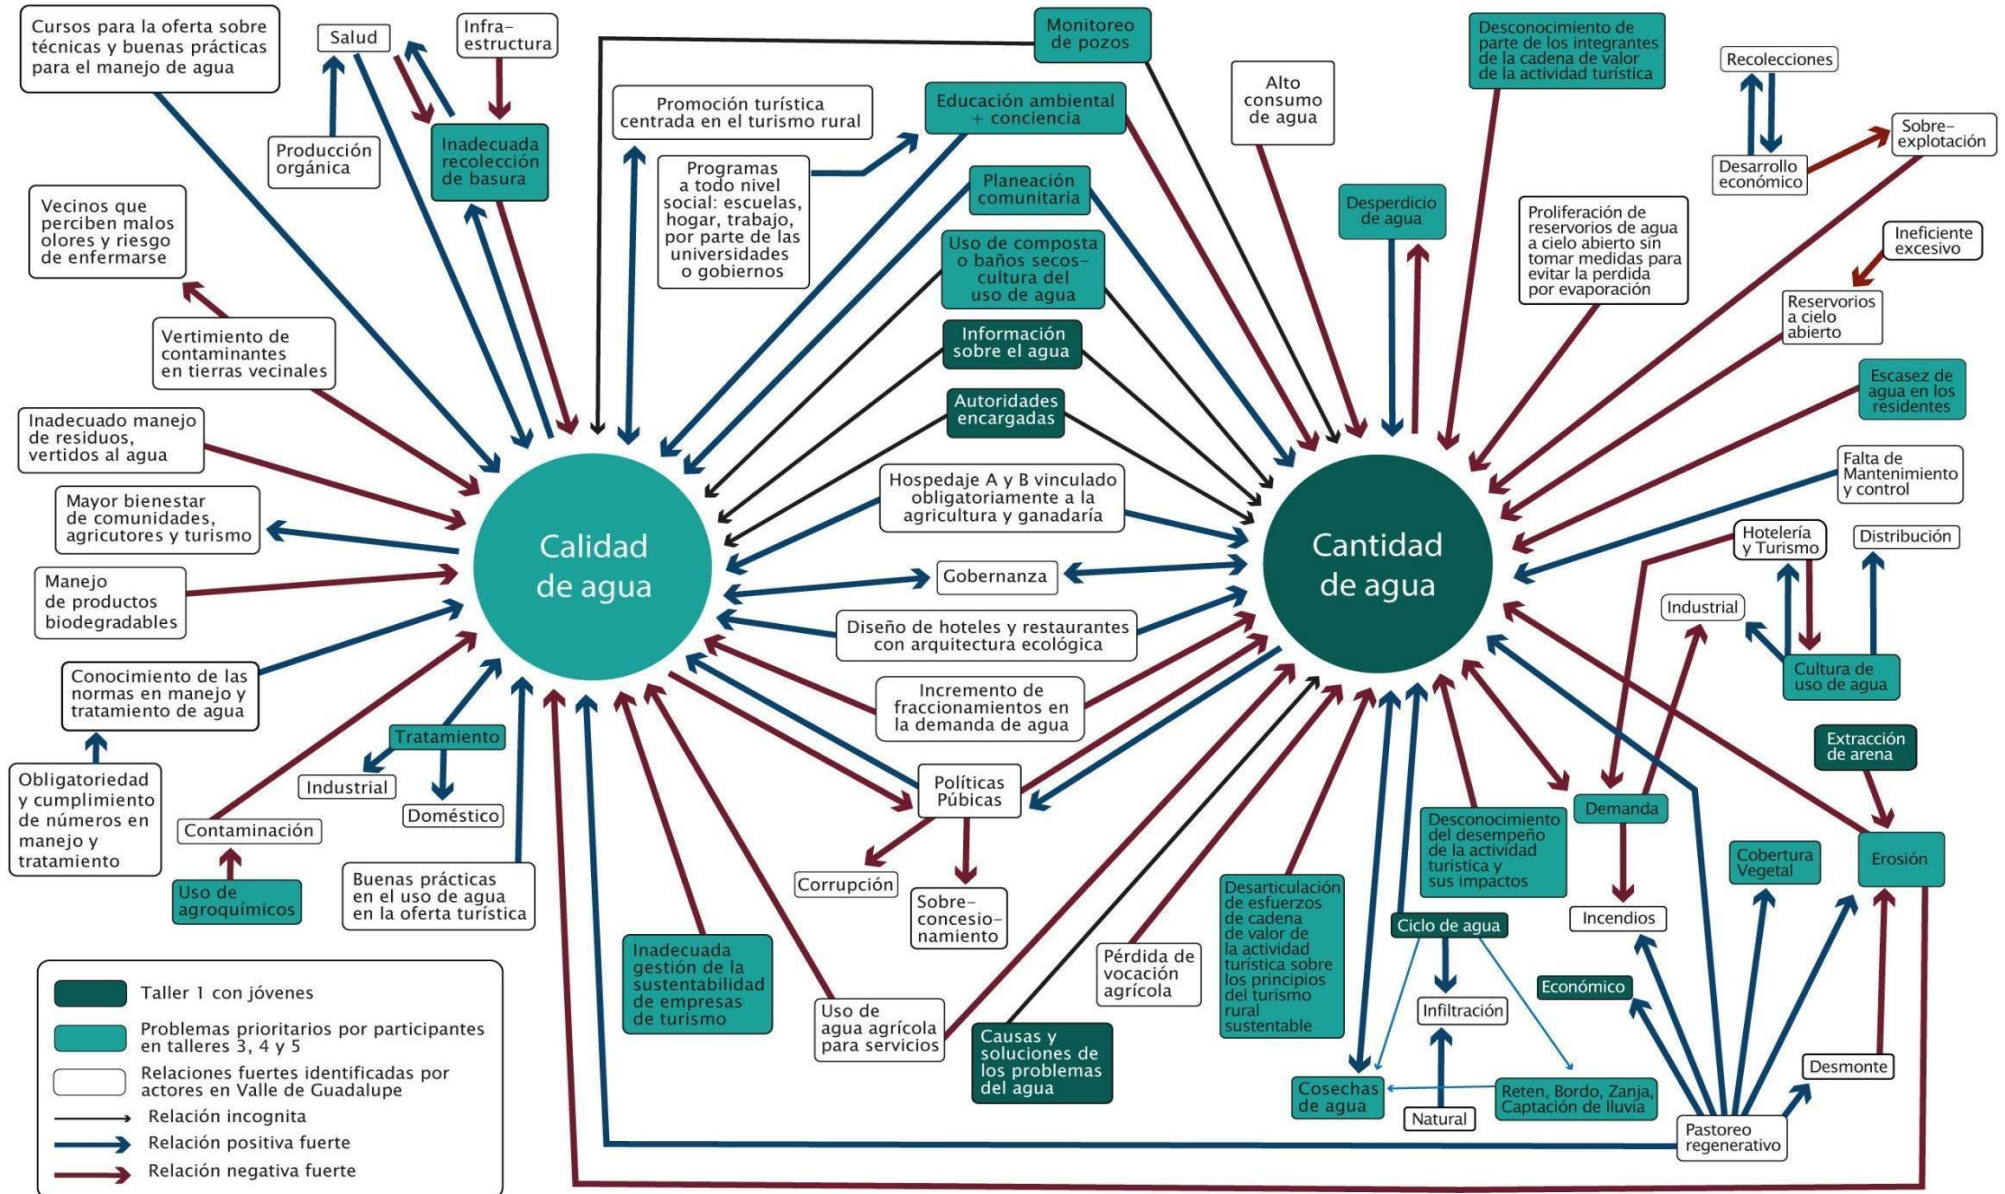 Cursos para la oferta sobre
técnicas y buenas prácticas
para el manejo de agua
Salud
Infra-
estructura
Producción
orgánica
Inadecuada
recolección
de basura
Vecinos que
perciben malos
olores y riesgo
de enfermarse
Vertimiento de
contaminantes
en tierras vecinales
Inadecuado manejo
de residuos,
vertidos al agua
Mayor bienestar
de comunidades,
agricutores y turismo
Manejo
de productos
biodegradables
Conocimiento de las
normas en manejo y
tratamiento de agua
Obligatoriedad
y cumplimiento
de números en
manejo y
tratamiento
Contaminación
Uso de
agroquímicos
Tratamiento
Industrial
Doméstico
Buenas prácticas
en el uso de agua
en la oferta turística
Calidad
de agua
Monitoreo
de pozos
Promoción turística
centrada en el turismo rural
Educación ambiental
+ conciencia
Programas
a todo nivel
social: escuelas,
hogar, trabajo,
por parte de las
universidades
o gobiernos
Planeación
comunitaria
Uso de composta
o baños secos-
cultura del
uso de agua
Información
sobre el agua
Autoridades
encargadas
Hospedaje A y B vinculado
obligatoriamente a la
agricultura y ganadaría
Gobernanza
Diseño de hoteles y restaurantes
con arquitectura ecológica
Incremento de
fraccionamientos en
la demanda de agua
Políticas
Púbicas
Corrupción
Sobre-
concesio-
namiento
Inadecuada
gestión de la
sustentabilidad
de empresas
de turismo
Uso de
agua agrícola
para servicios
Causas y
soluciones de
los problemas
del agua
Pérdida de
vocación
agrícola
Cantidad
de agua
Alto
consumo
de agua
Desperdicio
de agua
Desconocimiento de
parte de los integrantes
de la cadena de valor
de la actividad turística
Recolecciones
Desarrollo
económico
Sobre-
explotación
Proliferación de
reservorios de agua
a cielo abierto sin
tomar medidas para
evitar la perdida
por evaporación
Ineficiente
excesivo
Reservorios
a cielo
abierto
Escasez de
agua en los
residentes
Falta de
Mantenimiento
y control
Hotelería
y Turismo
Distribución
Industrial
Cultura de
uso de agua
Extracción
de arena
Demanda
Desconocimiento
del desempeño
de la actividad
turistica y
sus impactos
Cobertura
Vegetal
Erosión
Desarticulación
de esfuerzos
de cadena
de valor de
la actividad
turística sobre
los principios
del turismo
rural
sustentable
Ciclo de agua
Incendios
Económico
Infiltración
Desmonte
Cosechas
de agua
Natural
Reten, Bordo, Zanja,
Captación de lluvia
Pastoreo
regenerativo
Taller 1 con jóvenes
Problemas prioritarios por participantes
en talleres 3, 4 y 5
Relaciones fuertes identificadas por
actores en Valle de Guadalupe
Relación incognita
Relación positiva fuerte
Relación negativa fuerte